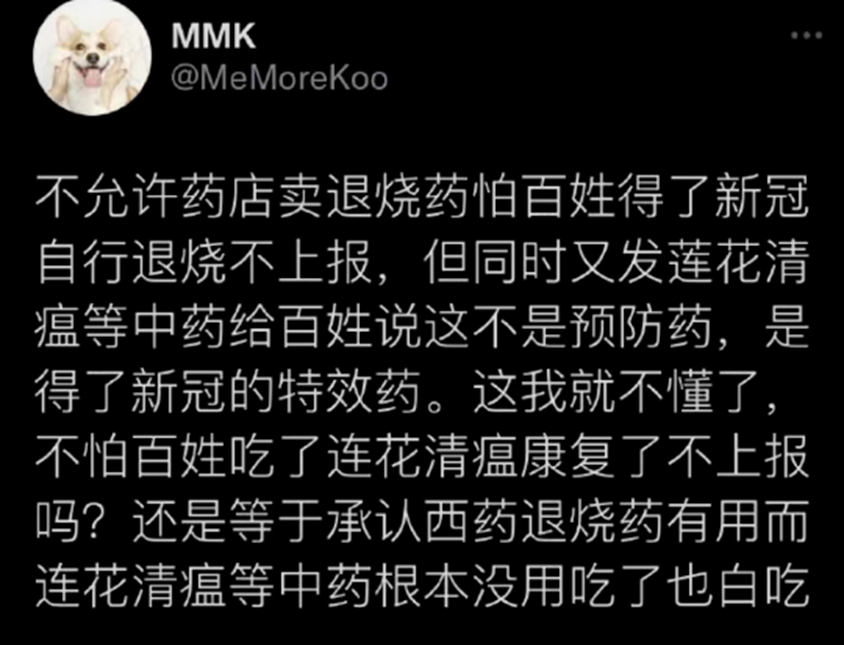 MMK
@MeMoreKoo
不允许药店卖退烧药怕百姓得了新冠
自行退烧不上报，但同时又发莲花清
瘟等中药给百姓说这不是预防药，是
得了新冠的特效药。这我就不懂了，
不怕百姓吃了连花清瘟康复了不上报
吗？还是等于承认西药退烧药有用而
连花清瘟等中药根本没用吃了也白吃